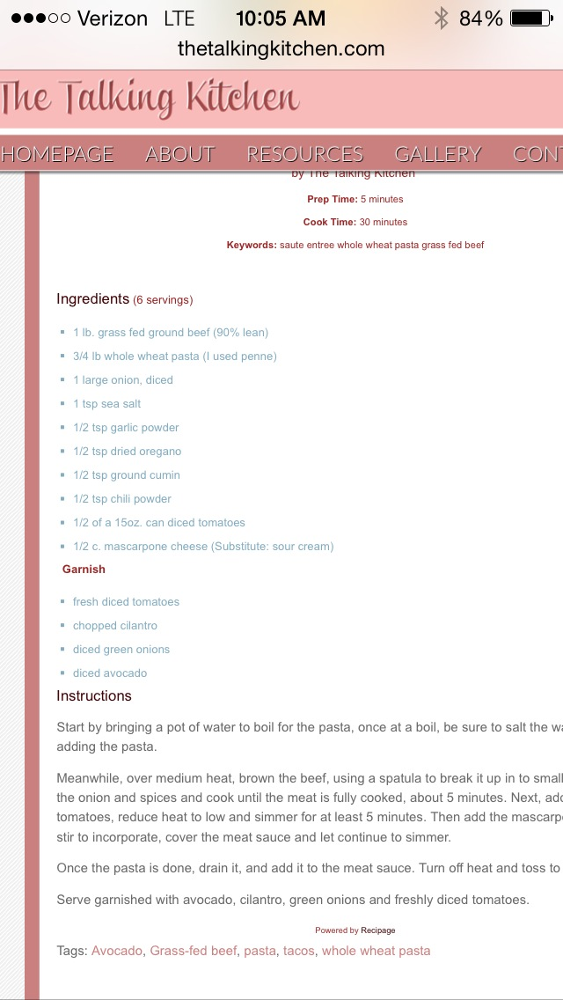 Verizon LTE 10:05 AM 84%
thetalkingkitchen.com
The Talking Kitchen
HOMEPAGE ABOUT RESOURCES GALLERY CONT
by The Talking Kitchen
Prep Time: 5 minutes
Cook Time: 30 minutes
Keywords: saute entree whole wheat pasta grass fed beef
Ingredients (6 servings)
1 lb. grass fed ground beef (90% lean)
3/4 lb whole wheat pasta (I used penne)
1 large onion, diced
1 tsp sea salt
1/2 tsp garlic powder
1/2 tsp dried oregano
1/2 tsp ground cumin
1/2 tsp chili powder
1/2 of a 15oz. can diced tomatoes
1/2 c. mascarpone cheese (Substitute: sour cream)
Garnish
fresh diced tomatoes
chopped cilantro
diced green onions
diced avocado
Instructions
Start by bringing a pot of water to boil for the pasta, once at a boil, be sure to salt the wa
adding the pasta.
Meanwhile, over medium heat, brown the beef, using a spatula to break it up in to small
the onion and spices and cook until the meat is fully cooked, about 5 minutes. Next, add
tomatoes, reduce heat to low and simmer for at least 5 minutes. Then add the mascarp
stir to incorporate, cover the meat sauce and let continue to simmer.
Once the pasta is done, drain it, and add it to the meat sauce. Turn off heat and toss to
Serve garnished with avocado, cilantro, green onions and freshly diced tomatoes.
Powered by Recipage
Tags: Avocado, Grass-fed beef, pasta, tacos, whole wheat pasta